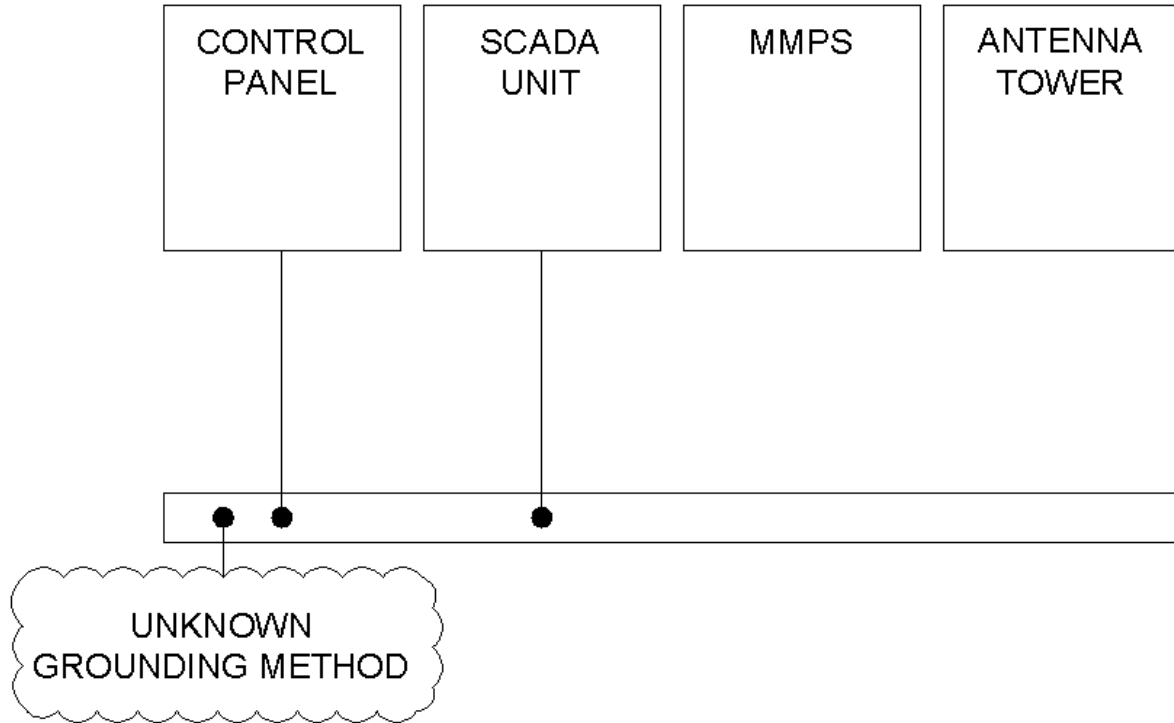 CONTROL
PANEL
SCADA
UNIT
MMPS
ANTENNA
TOWER
UNKNOWN
GROUNDING METHOD